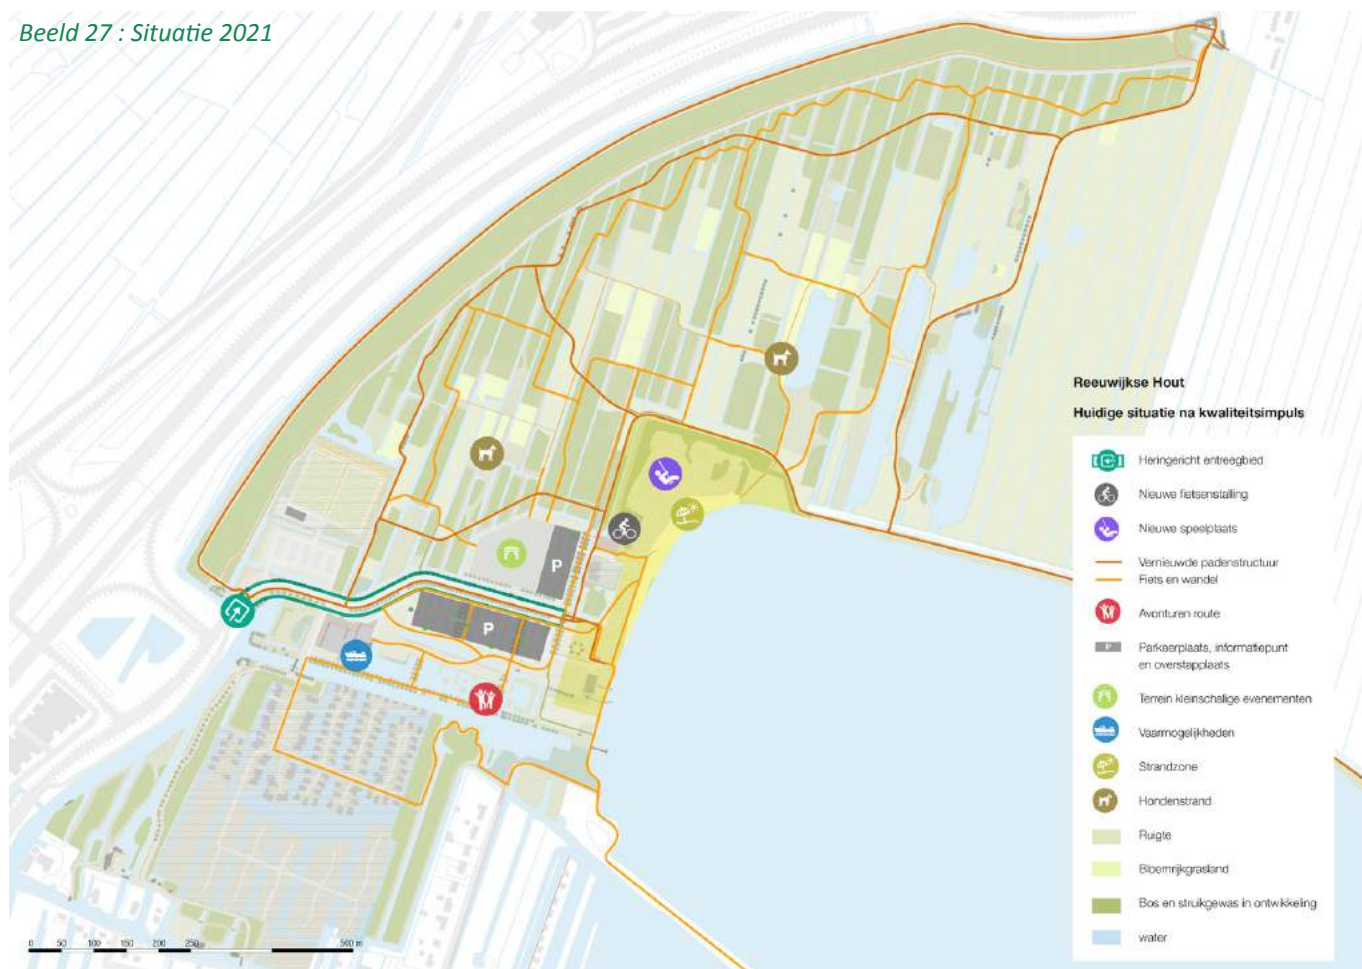 Beeld 27 : Situatie 2021
P
P
Reeuwijkse Hout
Huidige situatie na kwaliteitsimpuls
Heringericht entreegbied
Nieuwe fietsenstalling
Nieuwe speelplaats
Vernieuwde padenstructuur
Fiets en wandel
Avonturen route
P
Parkeerplaats, informatiepunt
en overstapplaats
Terrein kleinschalige evenementen
Vaarmogelijkheden
Strandzone
Hondenstrand
Ruigte
Bloemrijkgrasland
Bos en struikgewas in ontwikkeling
water
0 50 100 150 200 250 500 m